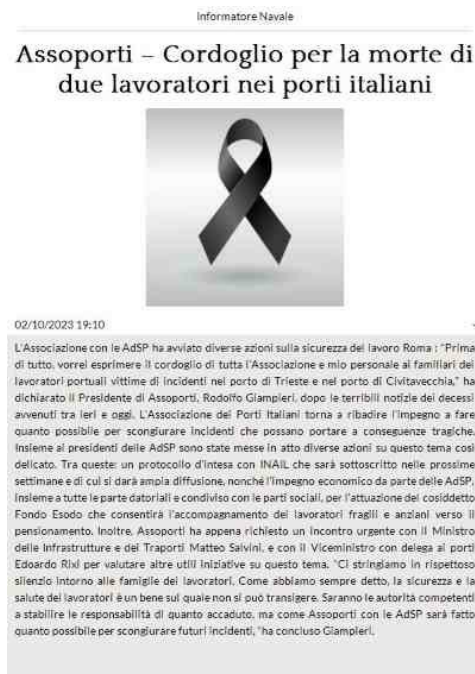 Informatore Navale
Assoporti – Cordoglio per la morte di
due lavoratori nei porti italiani
02/10/2023 19:10
L'Associazione con le AdSP ha avviato diverse azioni sulla sicurezza del lavoro Roma : "Prima
di tutto, vorrei esprimere il cordoglio di tutta l'Associazione e mio personale ai familiari dei
lavoratori portuali vittime di incidenti nel porto di Trieste e nel porto di Civitavecchia," ha
dichiarato il Presidente di Assoporti, Rodolfo Giampieri, dopo le terribili notizie dei decessi
avvenuti tra ieri e oggi. L'Associazione dei Porti Italiani torna a ribadire l'impegno a fare
quanto possibile per scongiurare incidenti che possano portare a conseguenze tragiche.
Insieme ai presidenti delle AdSP sono state messe in atto diverse azioni su questo tema così
delicato. Tra queste: un protocollo d'intesa con INAIL che sarà sottoscritto nelle prossime
settimane e di cui si darà ampia diffusione, nonché l'impegno economico da parte delle AdSP,
insieme a tutte le parte datoriali e condiviso con le parti sociali, per l'attuazione del cosiddetto
Fondo Esodo che consentirà l'accompagnamento dei lavoratori fragili e anziani verso il
pensionamento. Inoltre, Assoporti ha appena richiesto un incontro urgente con il Ministro
delle Infrastrutture e dei Traporti Matteo Salvini, e con il Viceministro con delega ai porti
Edoardo Rixi per valutare altre utili iniziative su questo tema. "Ci stringiamo in rispettoso
silenzio intorno alle famiglie dei lavoratori. Come abbiamo sempre detto, la sicurezza e la
salute dei lavoratori è un bene sul quale non si può transigere. Saranno le autorità competenti
a stabilire le responsabilità di quanto accaduto, ma come Assoporti con le AdSP sarà fatto
quanto possibile per scongiurare futuri incidenti, "ha concluso Giampieri.